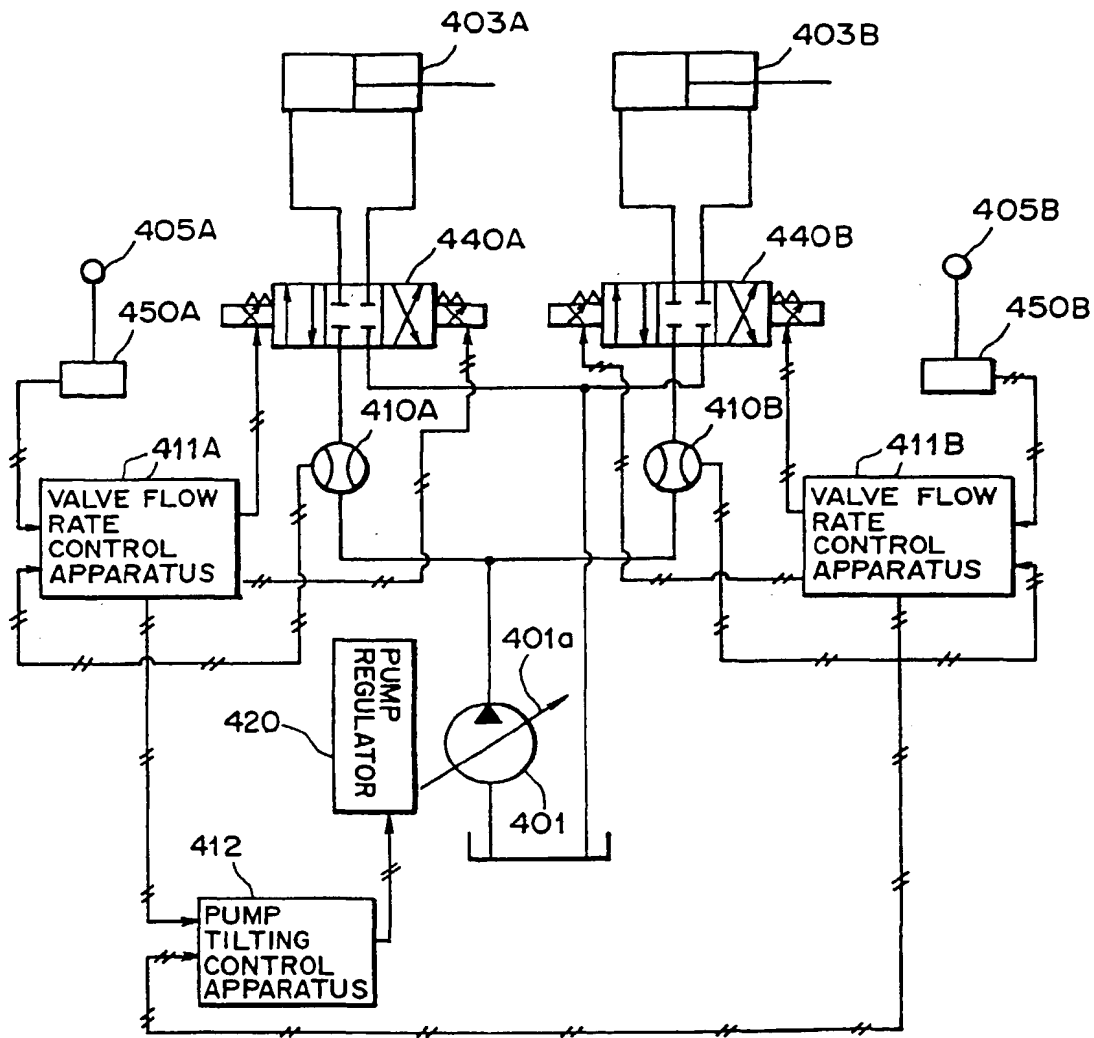 403A
403B
405A
440A
440B
405B
450A
450B
410A
410B
411A
411B
VALVE FLOW
RATE
CONTROL
APPARATUS
VALVE FLOW
RATE
CONTROL
APPARATUS
401a
PUMP
REGULATOR
420
401
412
PUMP
TILTING
CONTROL
APPARATUS